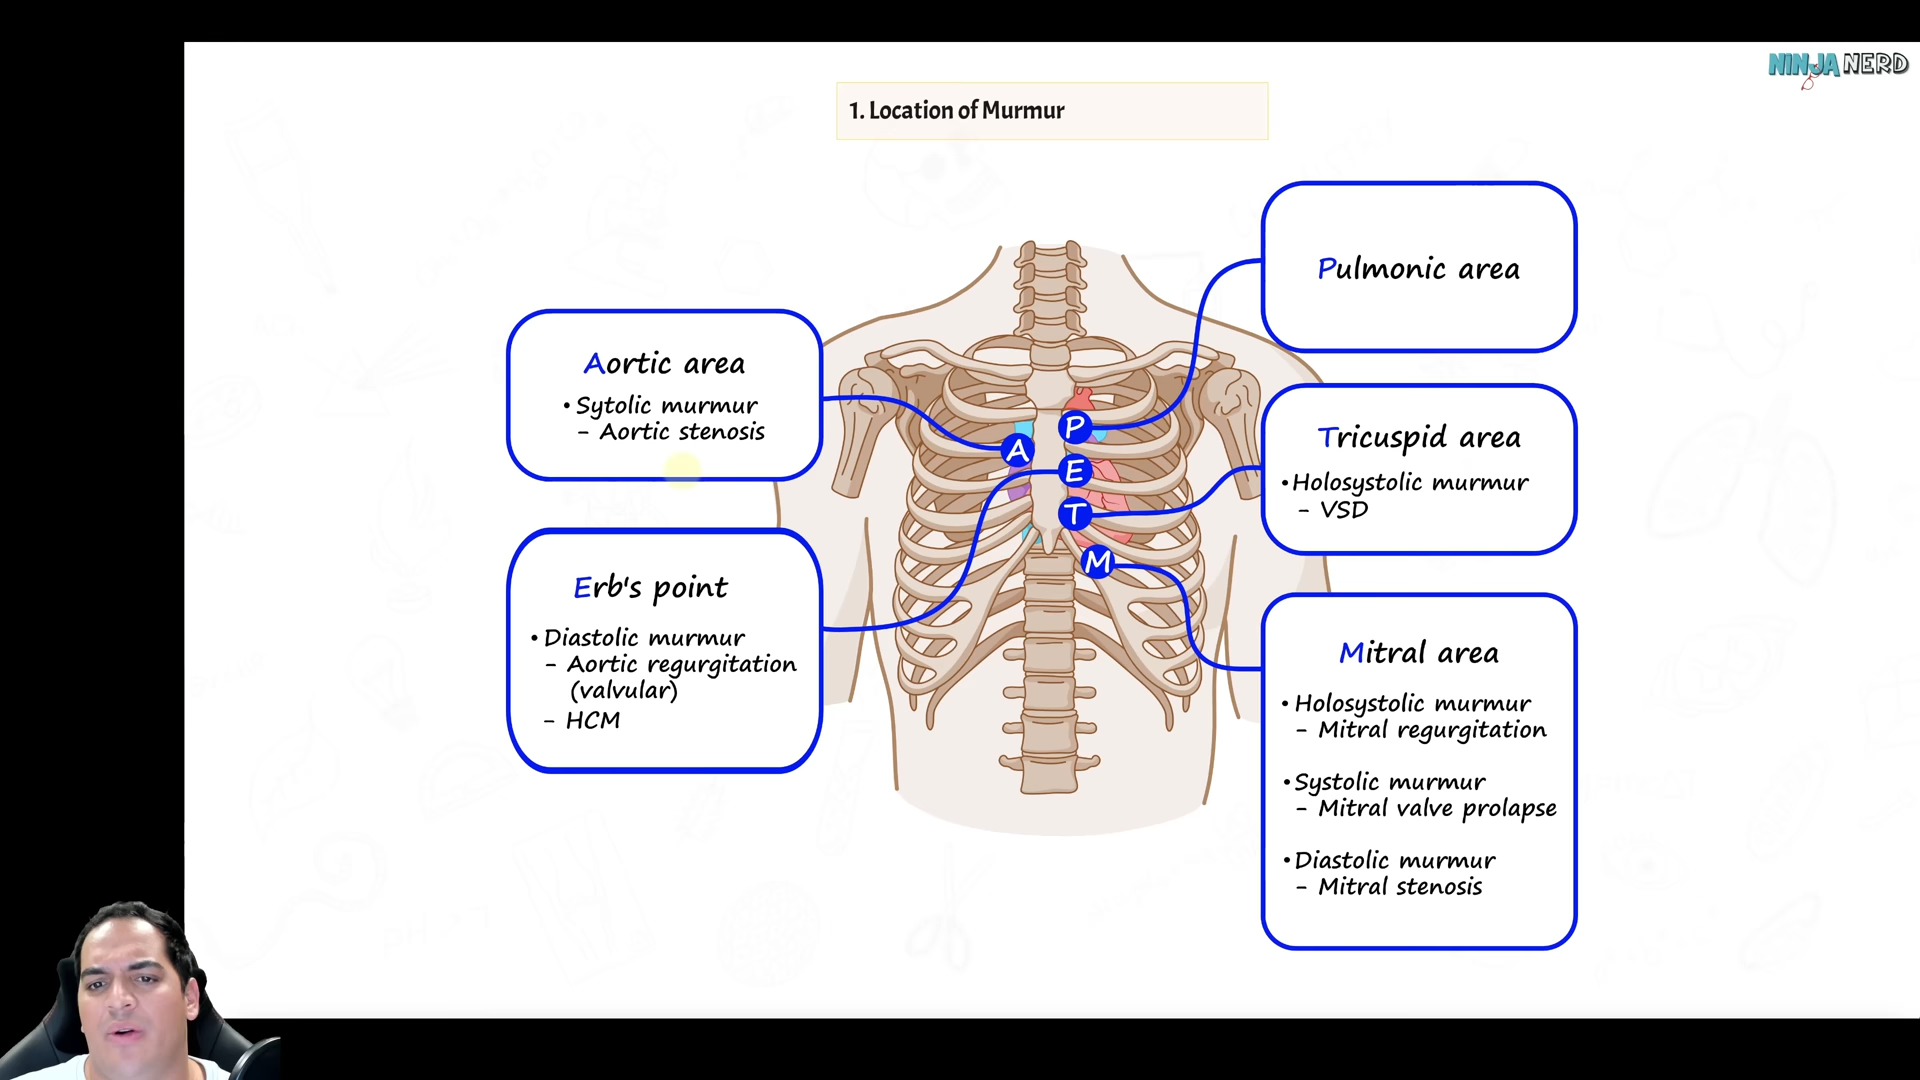 NINJA NERD
1. Location of Murmur
Aortic area
• Sytolic murmur
- Aortic stenosis
Erb's point
• Diastolic murmur
- Aortic regurgitation
(valvular)
- HCM
A
P
E
T
M
Pulmonic area
Tricuspid area
• Holosystolic murmur
- VSD
Mitral area
• Holosystolic murmur
- Mitral regurgitation
• Systolic murmur
- Mitral valve prolapse
• Diastolic murmur
- Mitral stenosis